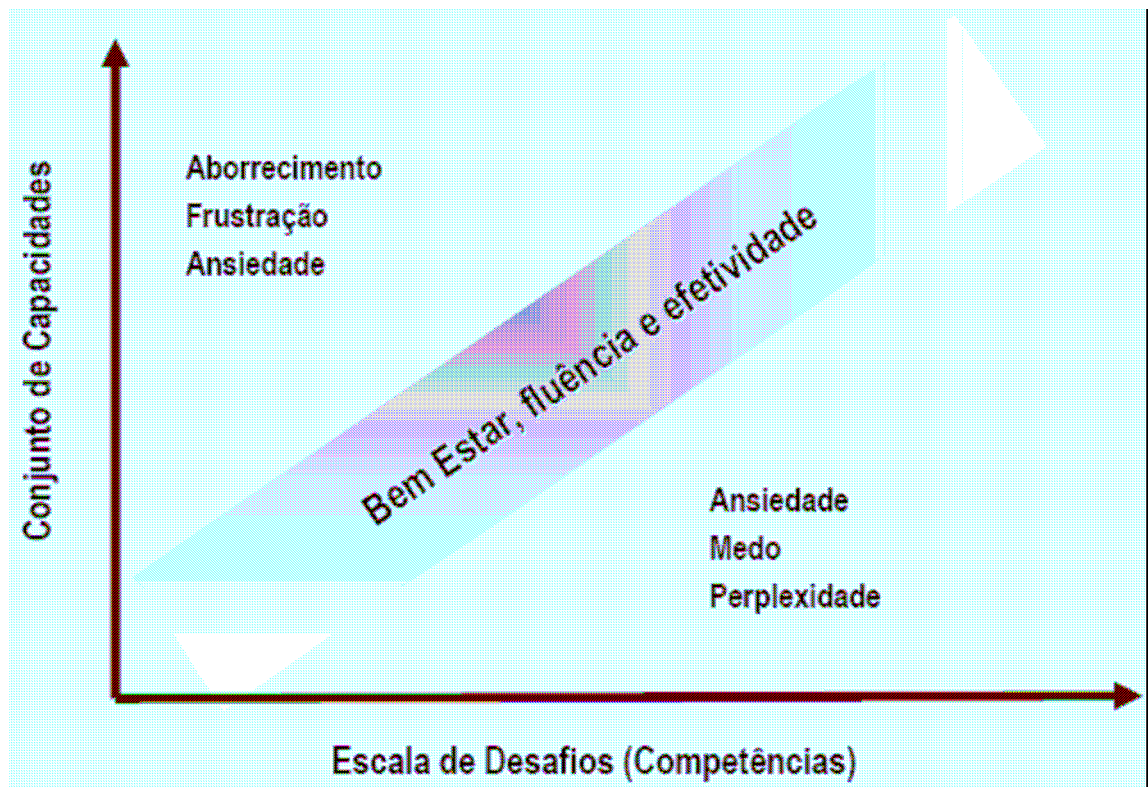 Conjunto de Capacidades
Aborrecimento
Frustração
Ansiedade
Bem Estar, fluência e efetividade
Ansiedade
Medo
Perplexidade
Escala de Desafios (Competências)